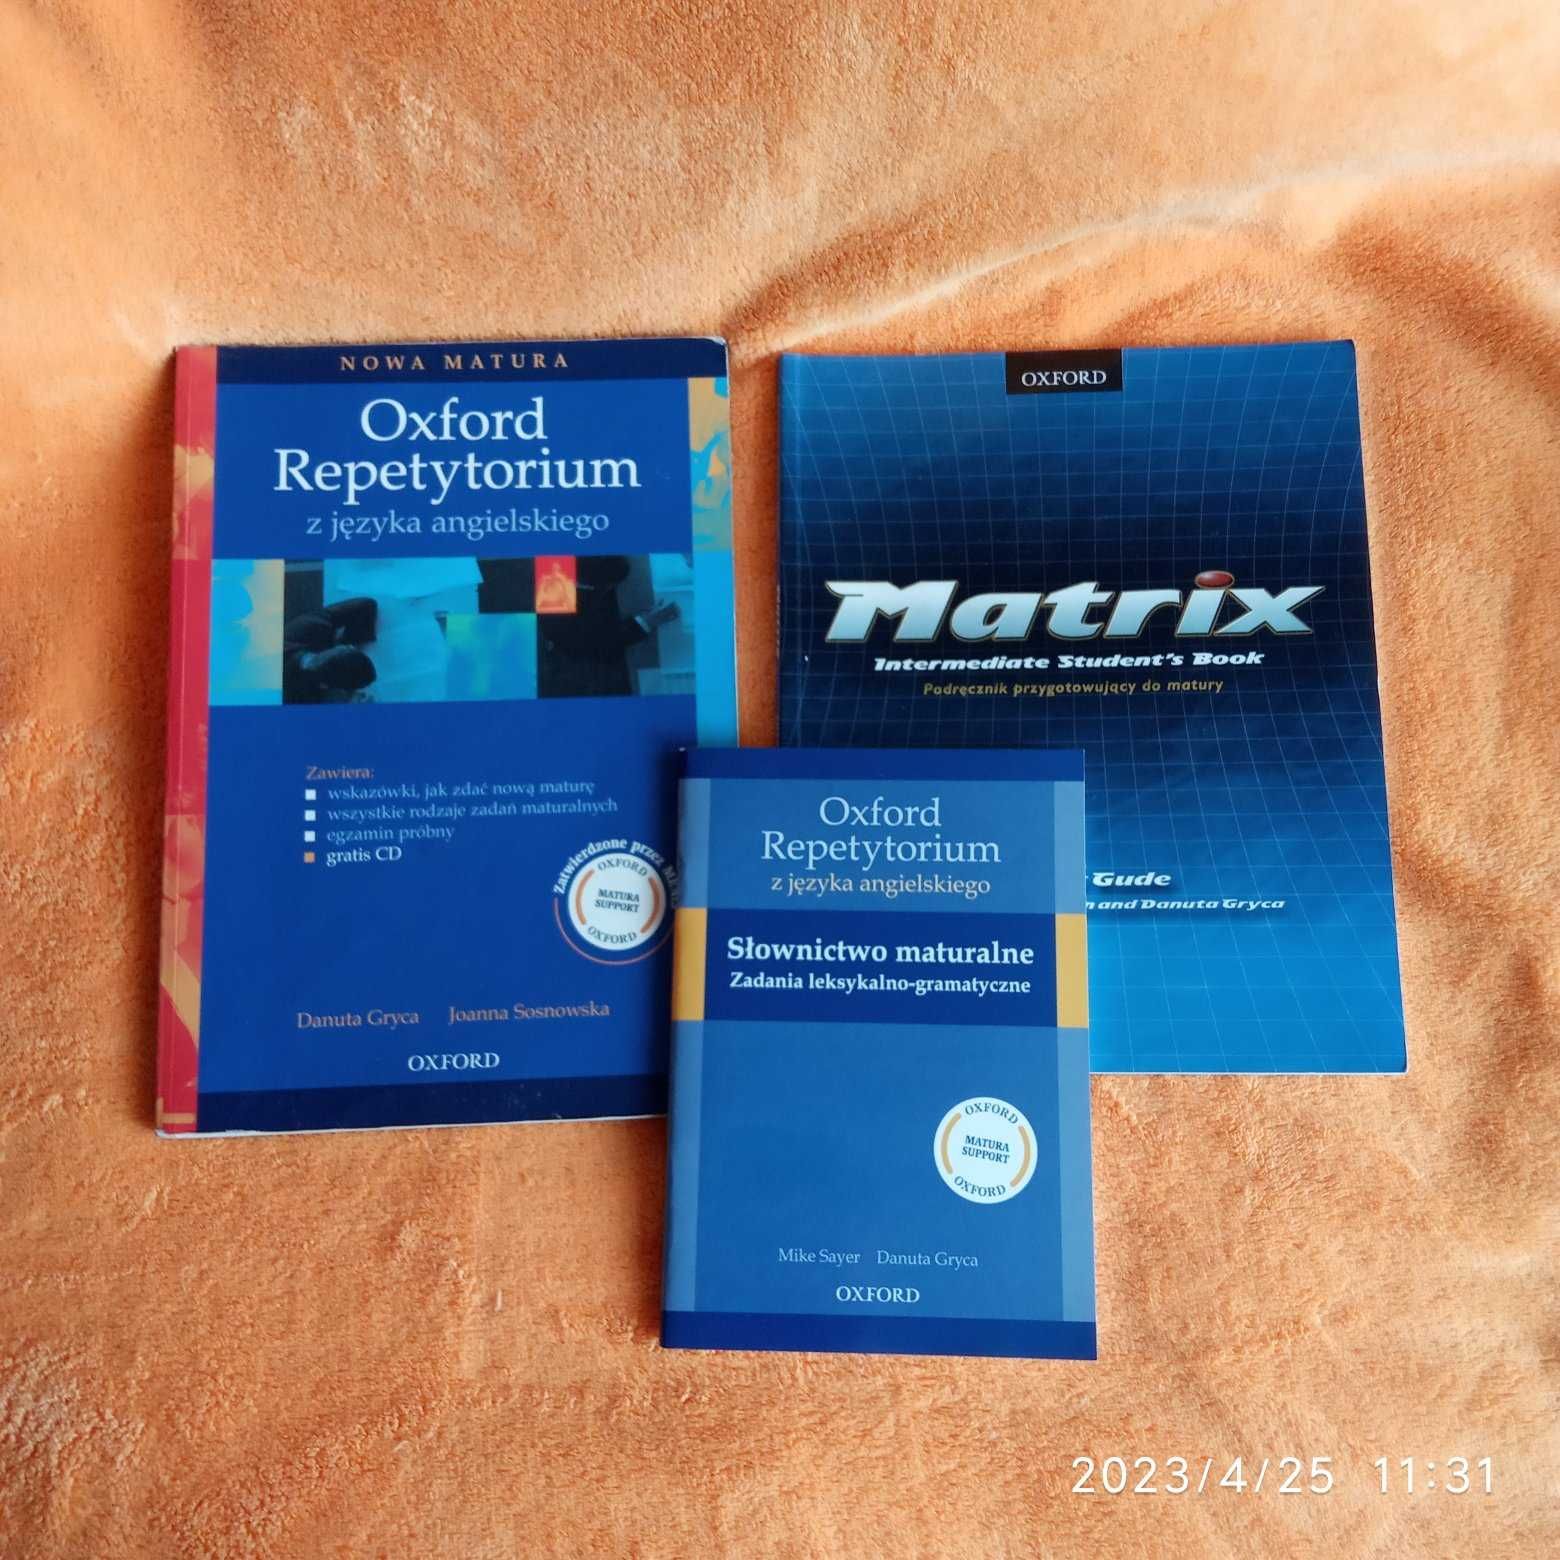 NOWA MATURA
Oxford
Repetytorium
z języka angielskiego
Zawiera:
wskazówki, jak zdać nową maturę
wszystkie rodzaje zadań maturalnych
egzamin próbny
gratis CD
Zatwierdzone przez
OXFORD
MATURA
SUPPORT
OXFORD
Danuta Gryca Joanna Sosnowska
OXFORD
OXFORD
Matrix
Intermediate Student's Book
Podręcznik przygotowujący do matury
Gude
and Danuta Gryca
Oxford
Repetytorium
z języka angielskiego
Słownictwo maturalne
Zadania leksykalno-gramatyczne
OXFORD
MATURA
SUPPORT
OXFORD
Mike Sayer Danuta Gryca
OXFORD
2023/4/25 11:31